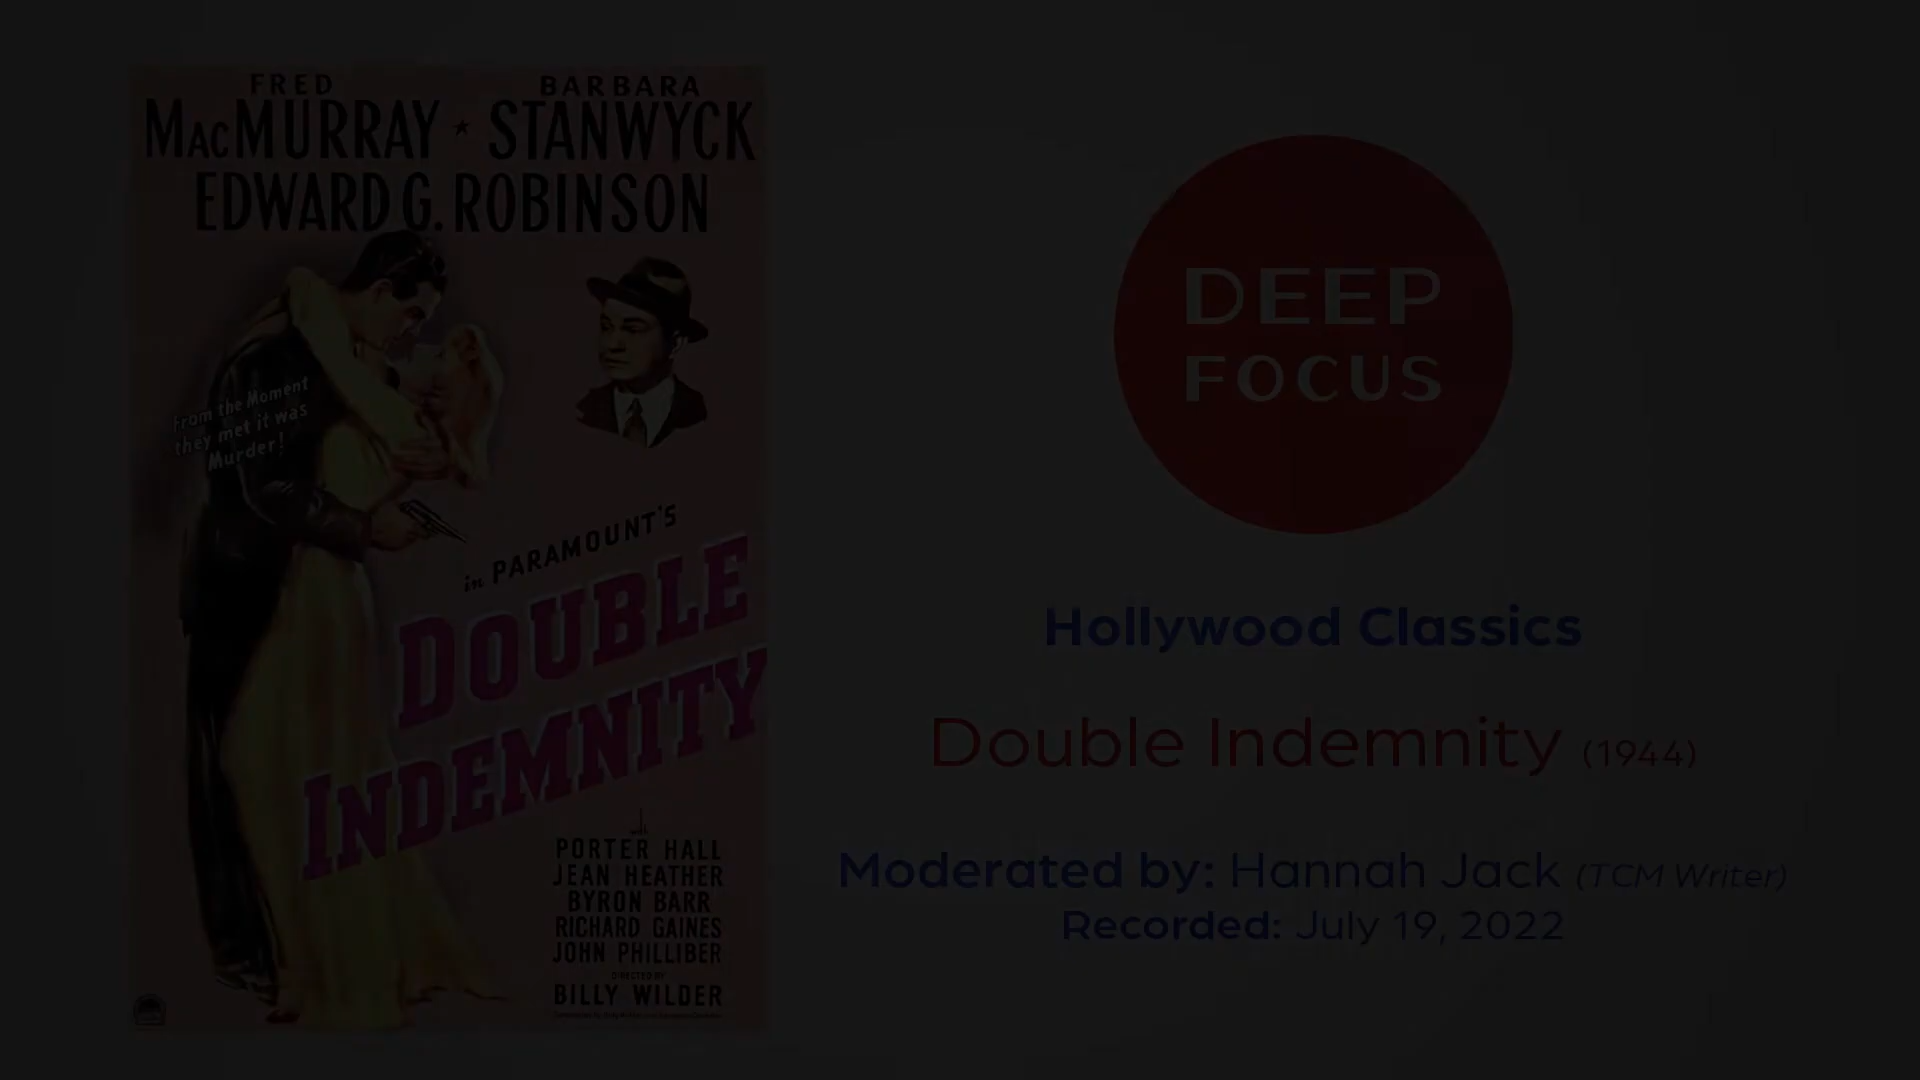 FRED BARBARA
MACMURRAY ★ STANWYCK
EDWARD G. ROBINSON
From the Moment
they met it was
Murder!
in PARAMOUNT'S
DOUBLE
INDEMNITY
with
PORTER HALL
JEAN HEATHER
BYRON BARR
RICHARD GAINES
JOHN PHILLIBER
DIRECTED BY
BILLY WILDER
DEEP
FOCUS
Hollywood Classics
Double Indemnity (1944)
Moderated by: Hannah Jack (TCM Writer)
Recorded: July 19, 2022